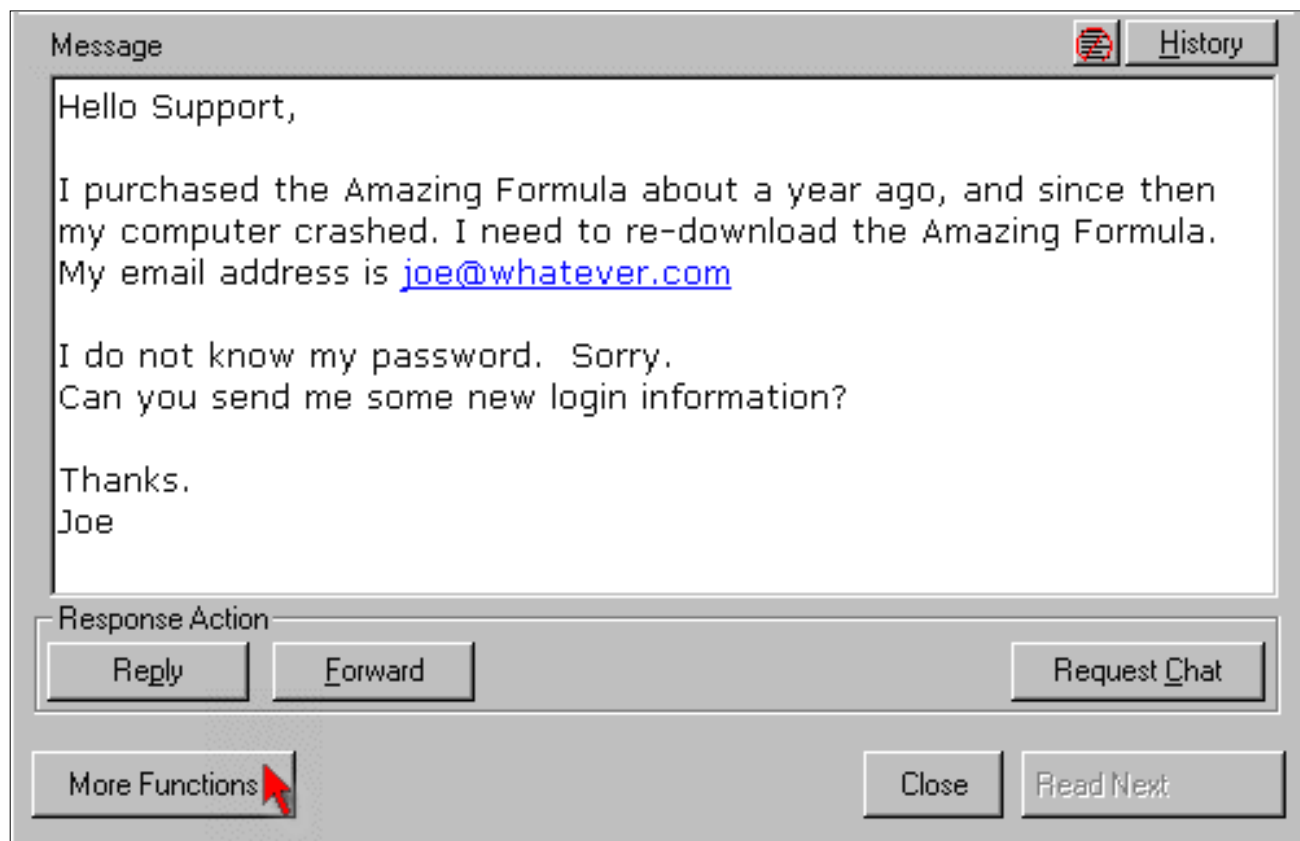 Message
History
Hello Support,
I purchased the Amazing Formula about a year ago, and since then
my computer crashed. I need to re-download the Amazing Formula.
My email address is joe@whatever.com
I do not know my password.  Sorry.
Can you send me some new login information?
Thanks.
Joe
Response Action
Reply
Forward
Request Chat
More Functions
Close
Read Next